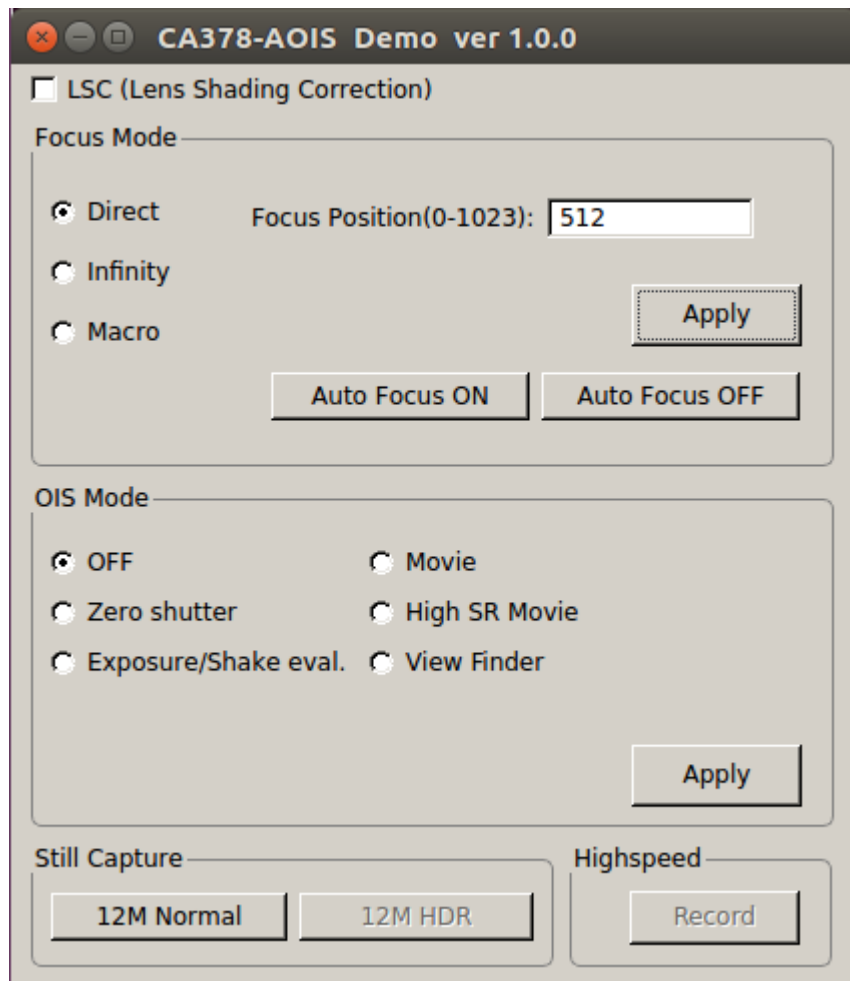 CA378-AOIS Demo ver 1.0.0
LSC (Lens Shading Correction)
Focus Mode
Direct Focus Position(0-1023): 512
Infinity
Apply
Macro
Auto Focus ON Auto Focus OFF
OIS Mode
OFF Movie
Zero shutter High SR Movie
Exposure/Shake eval. View Finder
Apply
Still Capture Highspeed
12M Normal 12M HDR Record